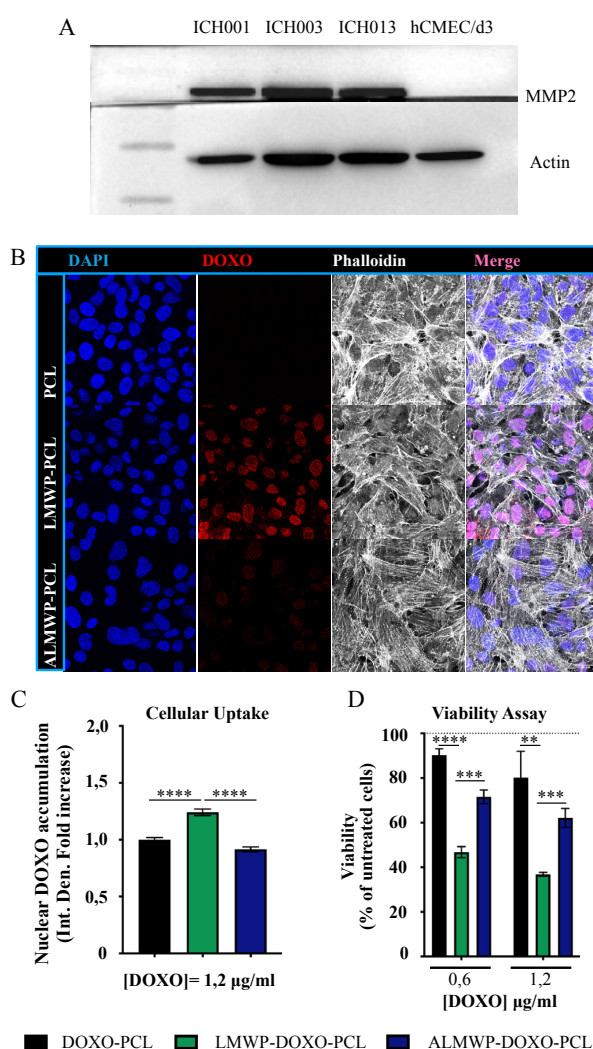 A
ICH001 ICH003 ICH013 hCMEC/d3
MMP2
Actin
B
DAPI DOXO Phalloidin Merge
PCL
LMWP-PCL
ALMWP-PCL
C
Cellular Uptake
Nuclear DOXO accumulation
(Int. Den. Fold increase)
2,0
1,5
1,0
0,5
0
**** ****
[DOXO]= 1,2 µg/ml
D
Viability Assay
Viability
(% of untreated cells)
100
80
60
40
20
0
**** ***
** ***
0,6 1,2
[DOXO] µg/ml
DOXO-PCL LMWP-DOXO-PCL ALMWP-DOXO-PCL